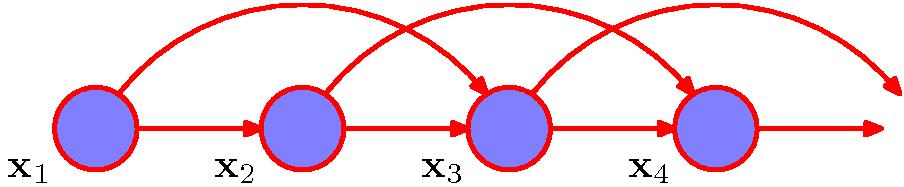 x₁ x₂ x₃ x₄